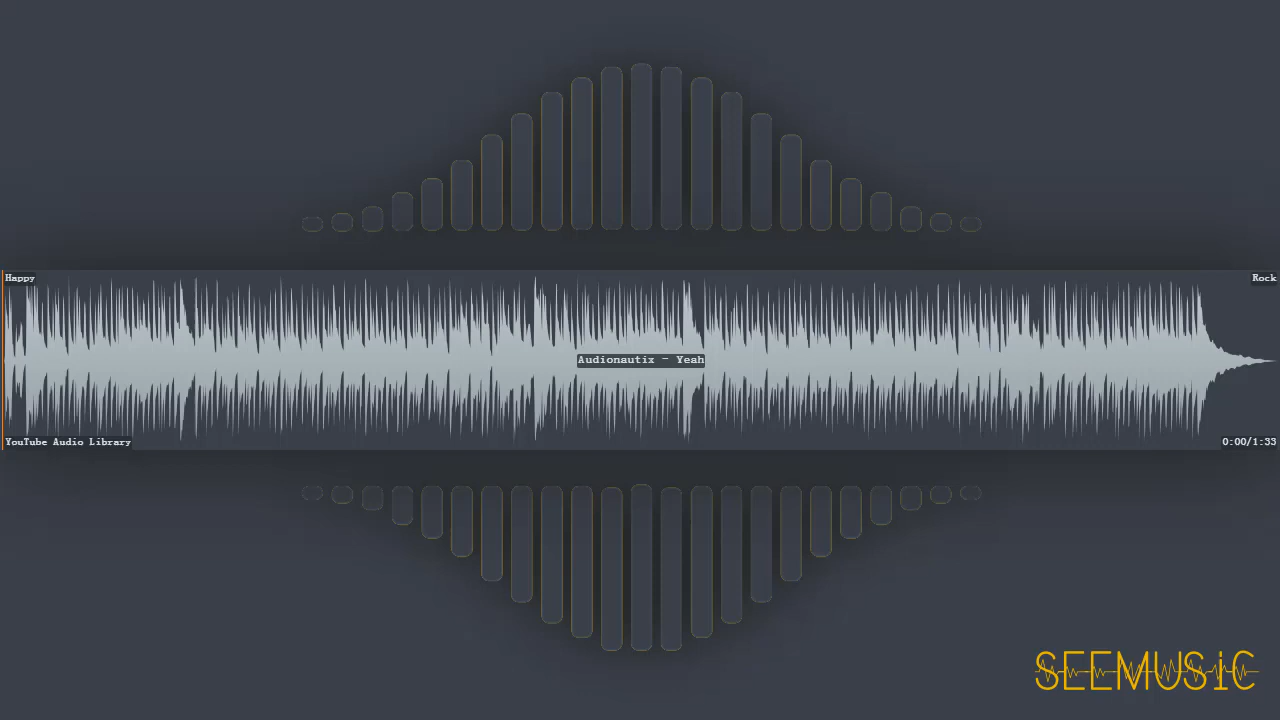 Happy
Rock
Audionautix - Yeah
YouTube Audio Library
0:00/1:33
SEEMUSiC